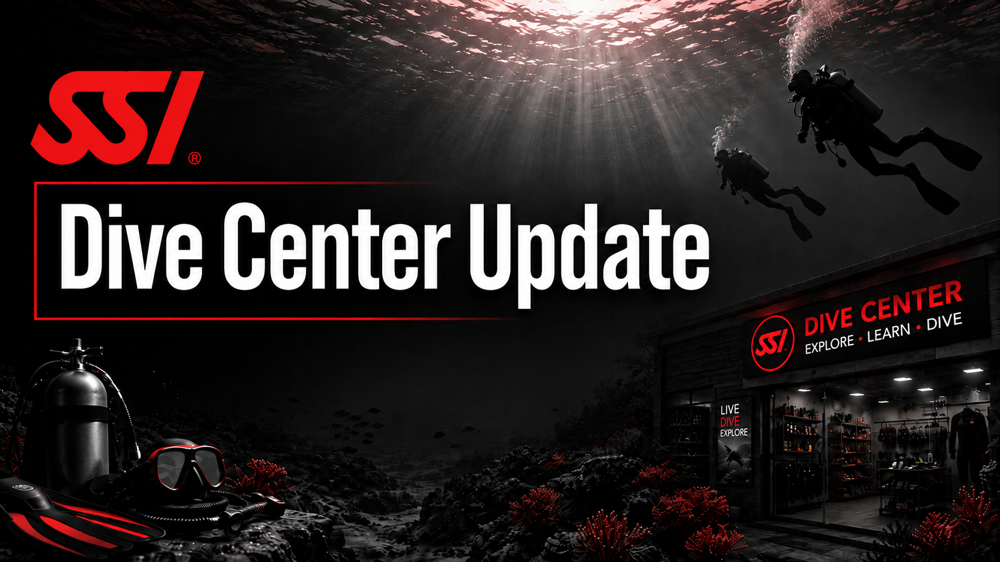 SSI®
Dive Center Update
SSI
DIVE CENTER
EXPLORE • LEARN • DIVE
LIVE
DIVE
EXPLORE